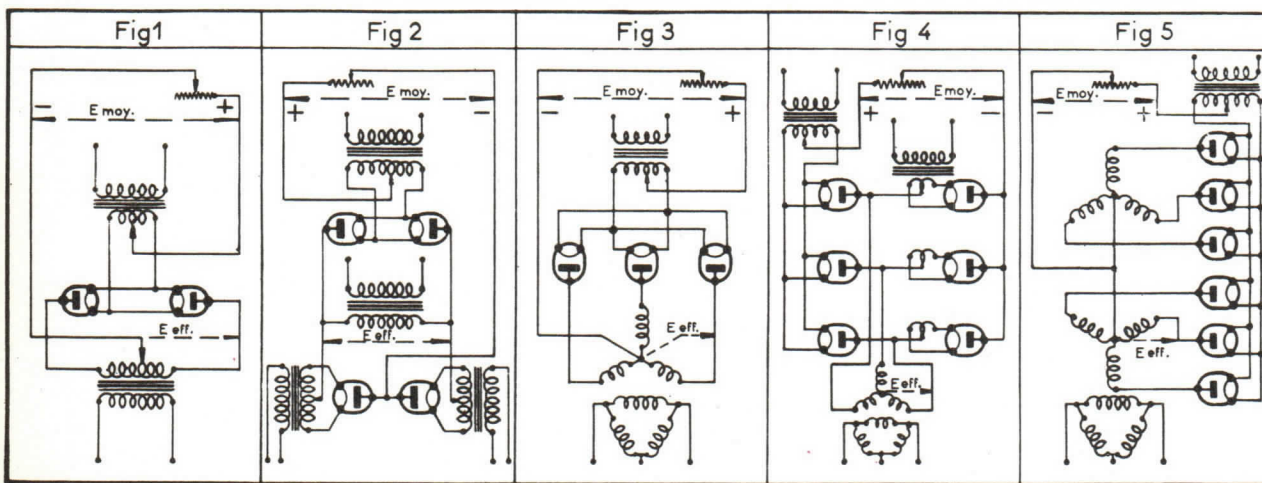 Fig1
Fig 2
Fig 3
Fig 4
Fig 5
E moy.
- +
E eff.
E moy.
+ -
E eff.
E moy.
- +
E eff.
E moy.
+ -
E eff.
E moy.
- +
E eff.